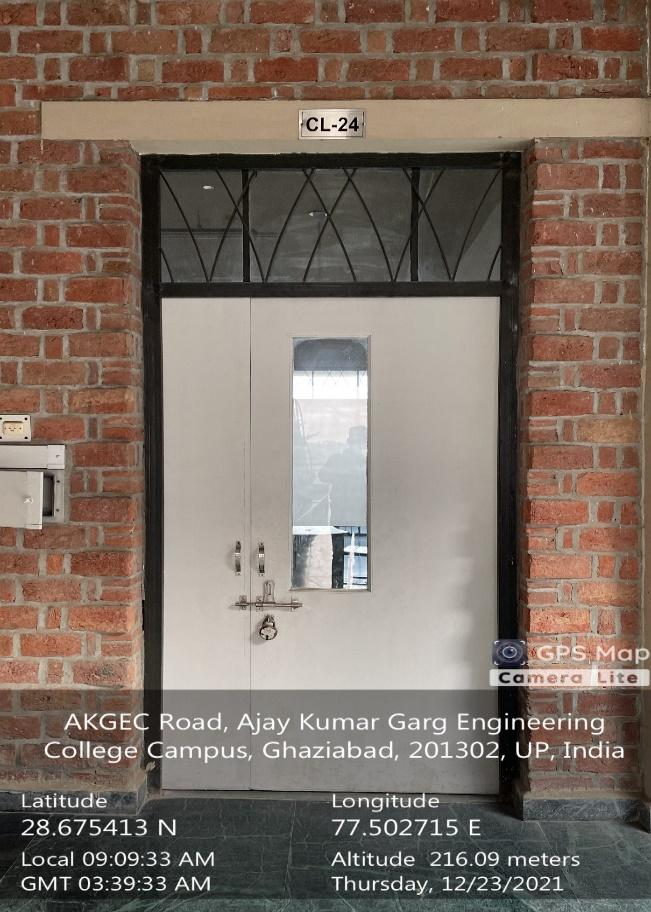 CL-24
GPS Map
Camera Lite
AKGEC Road, Ajay Kumar Garg Engineering
College Campus, Ghaziabad, 201302, UP, India
Latitude
28.675413 N
Longitude
77.502715 E
Local 09:09:33 AM
GMT 03:39:33 AM
Altitude 216.09 meters
Thursday, 12/23/2021